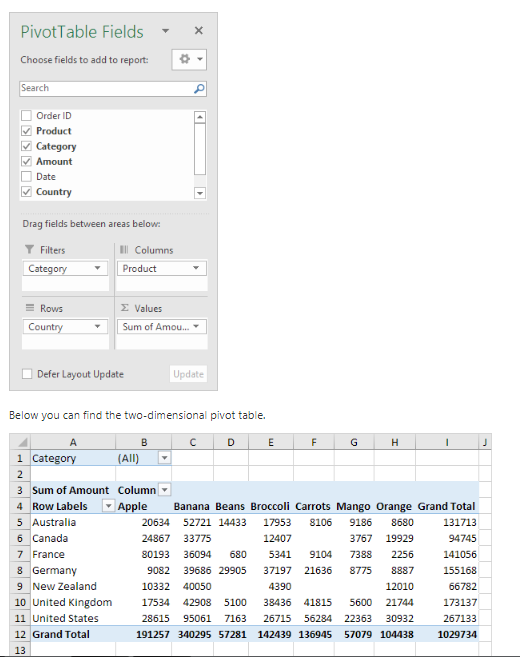 PivotTable Fields
Choose fields to add to report:
Search
Order ID
Product
Category
Amount
Date
Country
Drag fields between areas below:
Filters Columns
Category Product
Rows Σ Values
Country Sum of Amou...
Defer Layout Update Update
Below you can find the two-dimensional pivot table.
A B C D E F G H I J
1 Category (All)
2
3 Sum of Amount Column
4 Row Labels Apple Banana Beans Broccoli Carrots Mango Orange Grand Total
5 Australia 20634 52721 14433 17953 8106 9186 8680 131713
6 Canada 24867 33775 12407 3767 19929 94745
7 France 80193 36094 680 5341 9104 7388 2256 141056
8 Germany 9082 39686 29905 37197 21636 8775 8887 155168
9 New Zealand 10332 40050 4390 12010 66782
10 United Kingdom 17534 42908 5100 38436 41815 5600 21744 173137
11 United States 28615 95061 7163 26715 56284 22363 30932 267133
12 Grand Total 191257 340295 57281 142439 136945 57079 104438 1029734
13